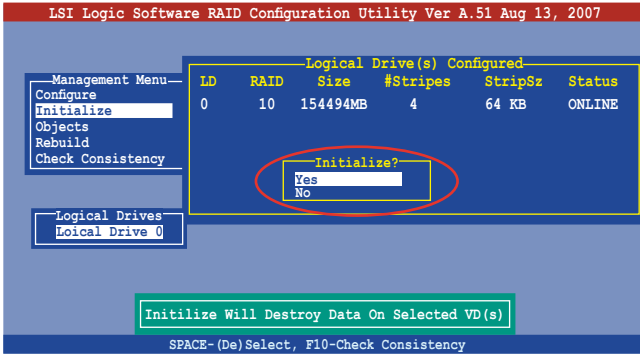 LSI Logic Software RAID Configuration Utility Ver A.51 Aug 13, 2007
Logical Drive(s) Configured
LD RAID Size #Stripes StripSz Status
0 10 154494MB 4 64 KB ONLINE
Management Menu
Configure
Initialize
Objects
Rebuild
Check Consistency
Initialize?
Yes
No
Logical Drives
Loical Drive 0
Initilize Will Destroy Data On Selected VD(s)
SPACE-(De)Select, F10-Check Consistency